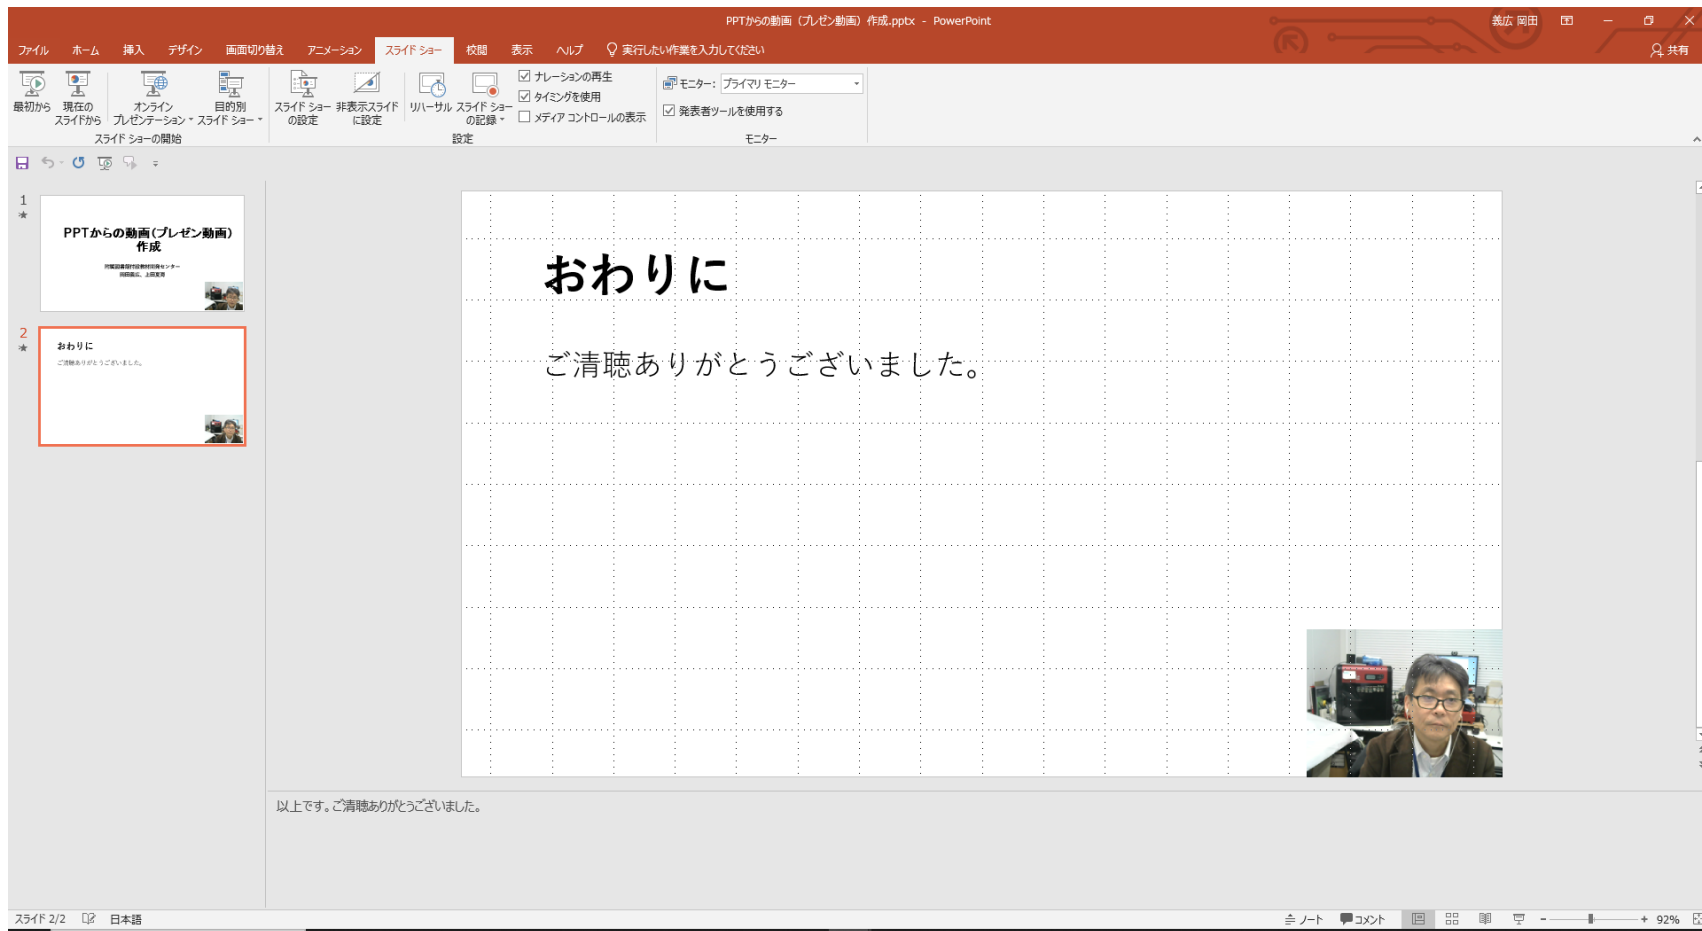 PPTからの動画（プレゼン動画）作成.pptx - PowerPoint
義広 岡田
ファイル ホーム 挿入 デザイン 画面切り替え アニメーション スライド ショー 校閲 表示 ヘルプ 実行したい作業を入力してください
共有
最初から
現在の
スライドから
オンライン
プレゼンテーション
目的別
スライド ショー
スライド ショーの開始
スライド ショー
の設定
非表示スライド
に設定
リハーサル
スライド ショー
の記録
ナレーションの再生
タイミングを使用
メディア コントロールの表示
設定
モニター: プライマリ モニター
発表者ツールを使用する
モニター
1
PPTからの動画(プレゼン動画)
作成
2
おわりに
ご清聴ありがとうございました。
おわりに
ご清聴ありがとうございました。
以上です。ご清聴ありがとうございました。
スライド 2/2 日本語
ノート コメント 92%